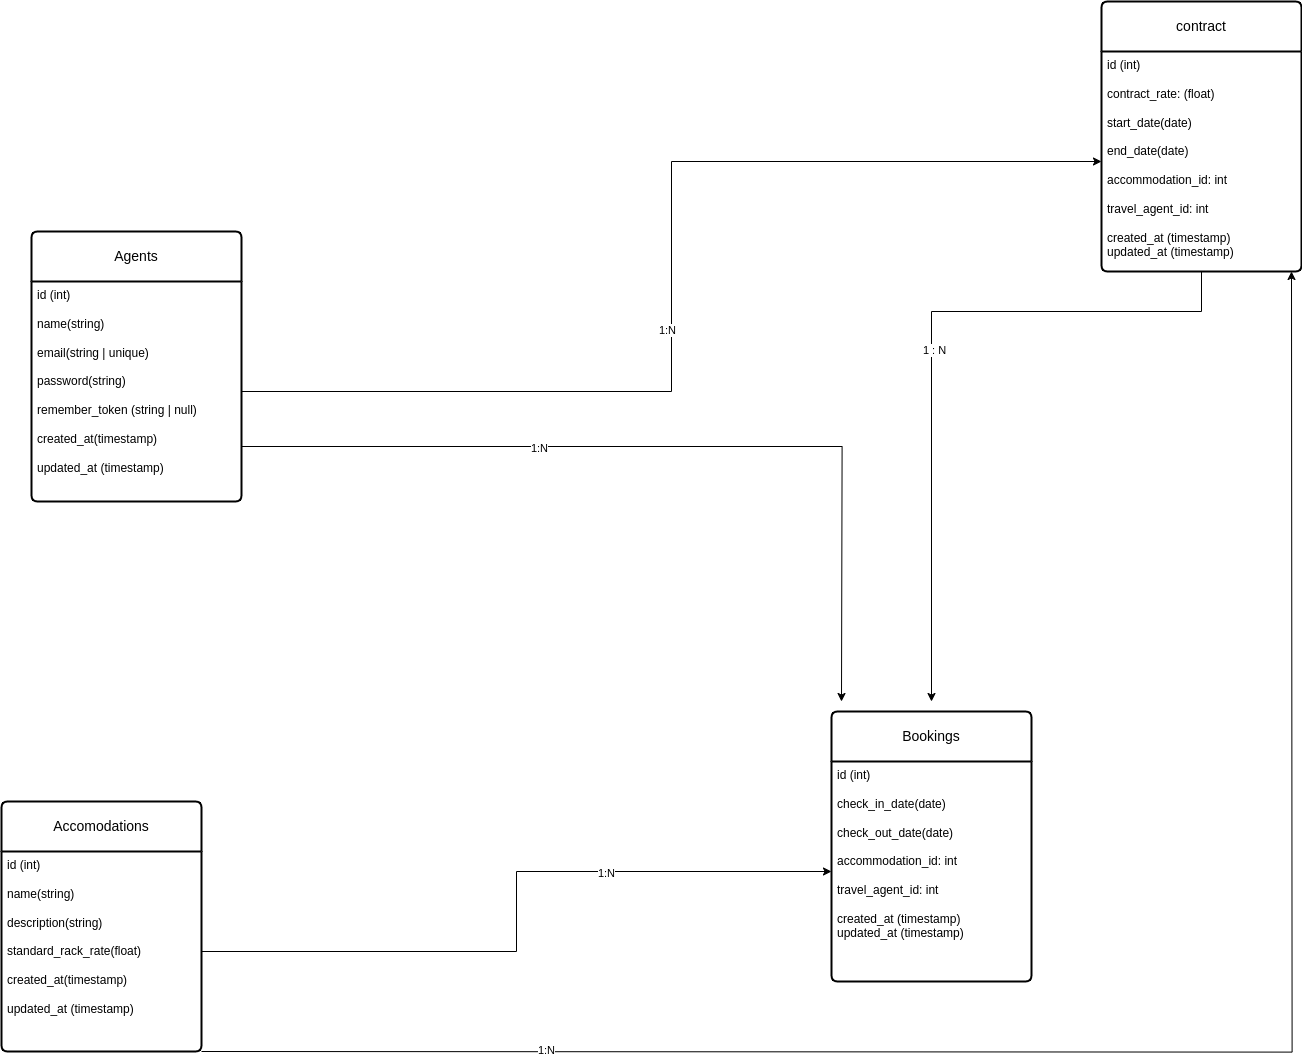 contract
id (int)
contract_rate: (float)
start_date(date)
end_date(date)
accommodation_id: int
travel_agent_id: int
created_at (timestamp)
updated_at (timestamp)
Agents
id (int)
name(string)
email(string | unique)
password(string)
remember_token (string | null)
created_at(timestamp)
updated_at (timestamp)
1:N
1 : N
1:N
Bookings
id (int)
check_in_date(date)
check_out_date(date)
accommodation_id: int
travel_agent_id: int
created_at (timestamp)
updated_at (timestamp)
Accomodations
id (int)
name(string)
description(string)
standard_rack_rate(float)
created_at(timestamp)
updated_at (timestamp)
1:N
1:N